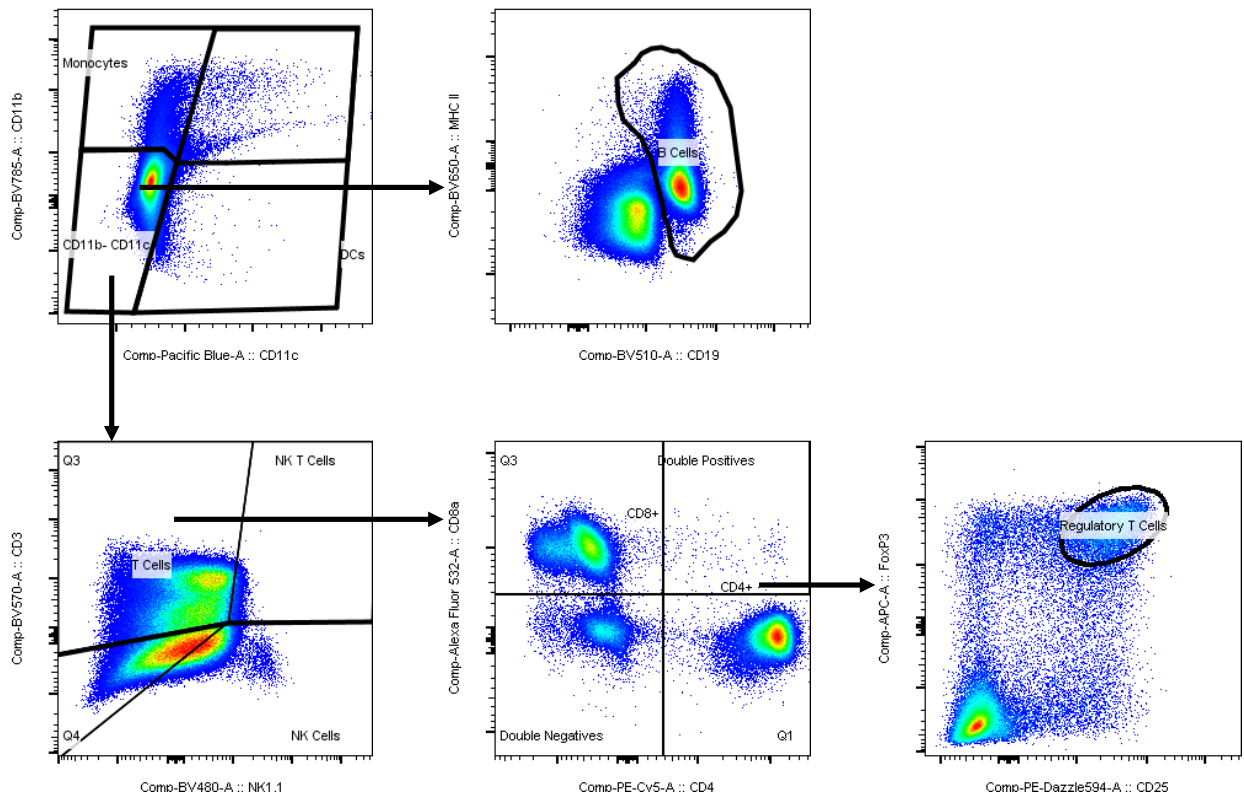 Monocytes
CD11b- CD11c
DCs
Comp-BV785-A :: CD11b
Comp-Pacific Blue-A :: CD11c
B Cells
Comp-BV650-A :: MHC II
Comp-BV510-A :: CD19
Q3
NK T Cells
T Cells
Q4
NK Cells
Comp-BV570-A :: CD3
Comp-BV480-A :: NK1.1
Q3
Double Positives
CD8+
CD4+
Double Negatives
Q1
Comp-Alexa Fluor 532-A :: CD8a
Comp-PE-Cy5-A :: CD4
Regulatory T Cells
Comp-APC-A :: FoxP3
Comp-PE-Dazzle594-A :: CD25